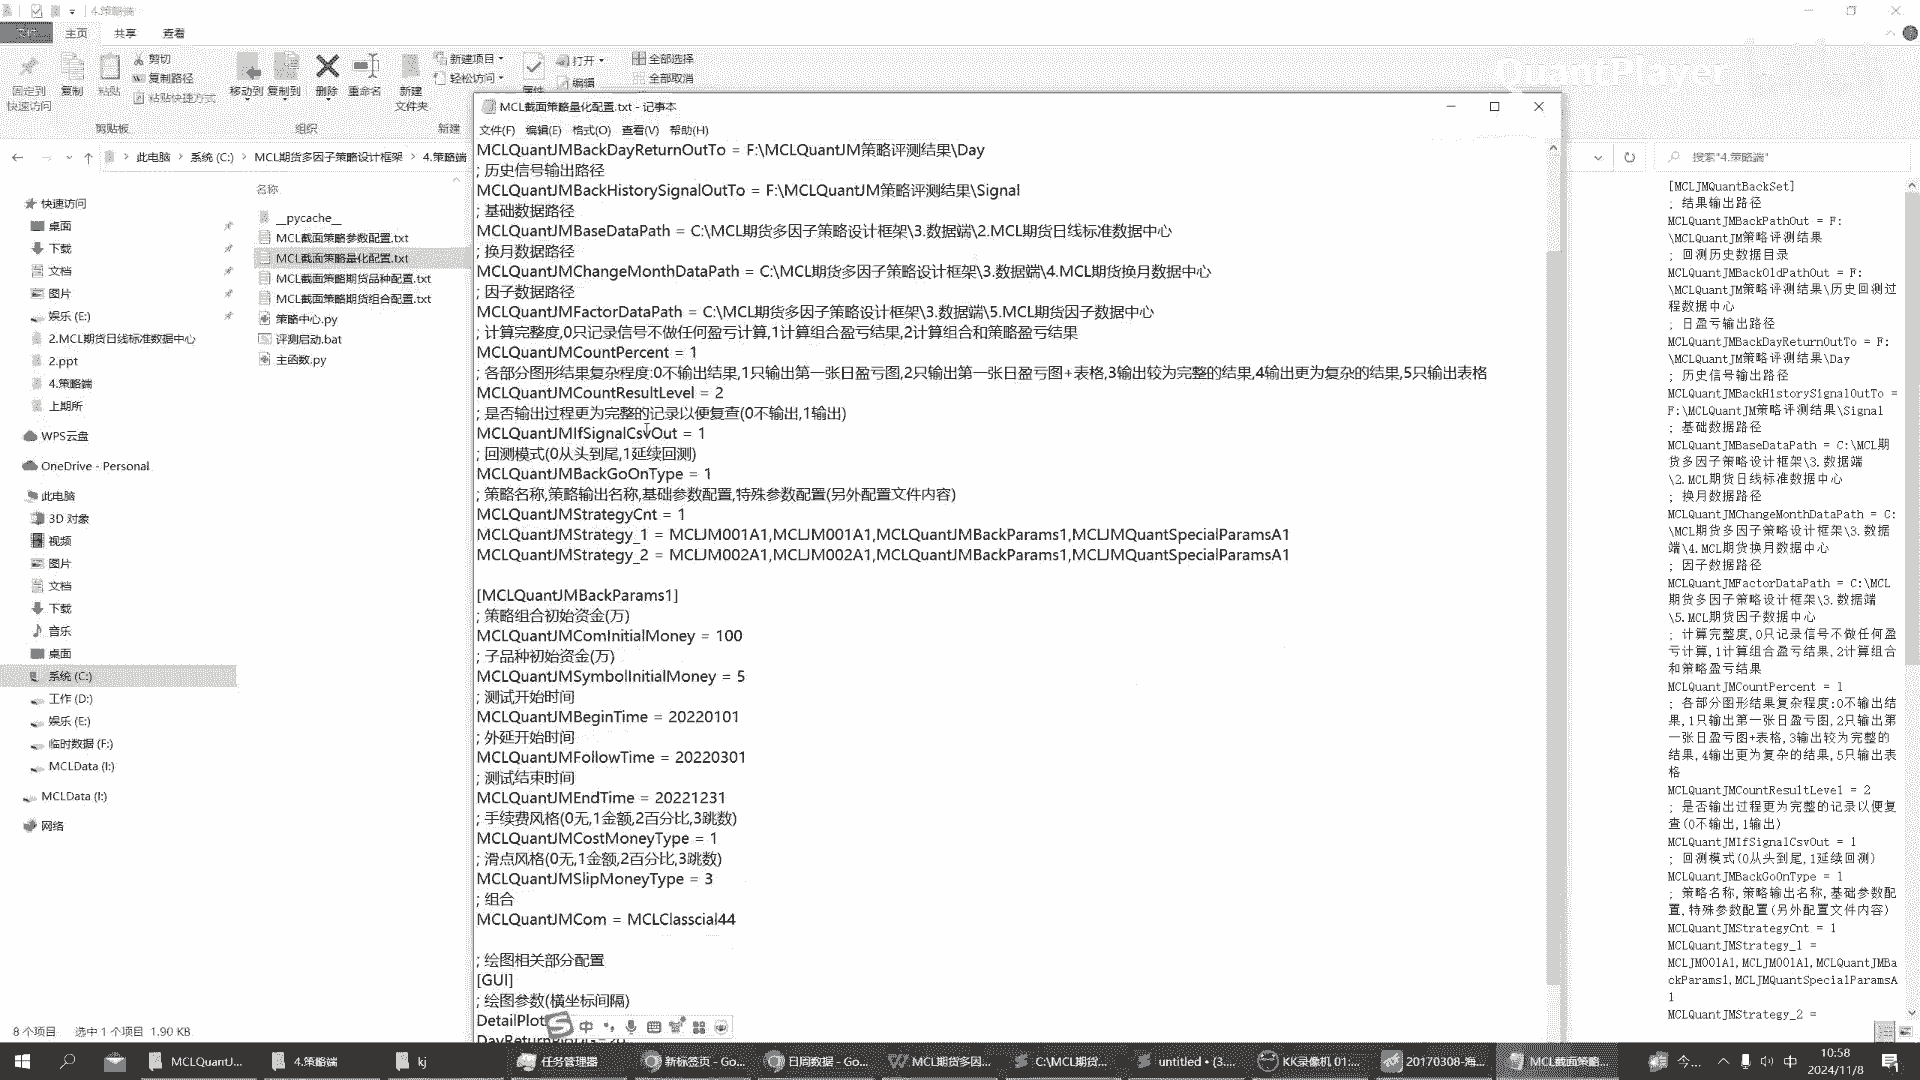 4.策略端
主页 共享 查看
固定到快速访问
复制
粘贴
剪切
复制路径
粘贴快捷方式
剪贴板
移动到
复制到
删除
重命名
组织
新建文件夹
新建项目
轻松访问
新建
打开
编辑
全部选择
全部取消
QuantPlayer
此电脑 > 系统 (C:) > MCL期货多因子策略设计框架 > 4.策略端
搜索"4.策略端"
快速访问
桌面
下载
文档
图片
娱乐 (E:)
2.MCL期货日线标准数据中心
2.ppt
4.策略端
上期所
WPS云盘
OneDrive - Personal
此电脑
3D 对象
视频
图片
文档
下载
音乐
桌面
系统 (C:)
工作 (D:)
娱乐 (E:)
临时数据 (F:)
MCLData (I:)
MCLData (I:)
网络
名称
__pycache__
MCL截面策略参数配置.txt
MCL截面策略量化配置.txt
MCL截面策略期货品种配置.txt
MCL截面策略期货组合配置.txt
策略中心.py
评测启动.bat
主函数.py
MCL截面策略量化配置.txt - 记事本
文件(F) 编辑(E) 格式(O) 查看(V) 帮助(H)
MCLQuantJMBackDayReturnOutTo = F:\MCLQuantJM策略评测结果\Day
; 历史信号输出路径
MCLQuantJMBackHistorySignalOutTo = F:\MCLQuantJM策略评测结果\Signal
; 基础数据路径
MCLQuantJMBaseDataPath = C:\MCL期货多因子策略设计框架\3.数据端\2.MCL期货日线标准数据中心
; 换月数据路径
MCLQuantJMChangeMonthDataPath = C:\MCL期货多因子策略设计框架\3.数据端\4.MCL期货换月数据中心
; 因子数据路径
MCLQuantJMFactorDataPath = C:\MCL期货多因子策略设计框架\3.数据端\5.MCL期货因子数据中心
; 计算完整度,0只记录信号不做任何盈亏计算,1计算组合盈亏结果,2计算组合和策略盈亏结果
MCLQuantJMCountPercent = 1
; 各部分图形结果复杂程度:0不输出结果,1只输出第一张日盈亏图,2只输出第一张日盈亏图+表格,3输出较为完整的结果,4输出更为复杂的结果,5只输出表格
MCLQuantJMCountResultLevel = 2
; 是否输出过程更为完整的记录以便复查(0不输出,1输出)
MCLQuantJMIfSignalCsvOut = 1
; 回测模式(0从头到尾,1延续回测)
MCLQuantJMBackGoOnType = 1
; 策略名称,策略输出名称,基础参数配置,特殊参数配置(另外配置文件内容)
MCLQuantJMStrategyCnt = 1
MCLQuantJMStrategy_1 = MCLJM001A1,MCLJM001A1,MCLQuantJMBackParams1,MCLJMQuantSpecialParamsA1
MCLQuantJMStrategy_2 = MCLJM002A1,MCLJM002A1,MCLQuantJMBackParams1,MCLJMQuantSpecialParamsA1
[MCLQuantJMBackParams1]
; 策略组合初始资金(万)
MCLQuantJMComInitialMoney = 100
; 子品种初始资金(万)
MCLQuantJMSymbolInitialMoney = 5
; 测试开始时间
MCLQuantJMBeginTime = 20220101
; 外延开始时间
MCLQuantJMFollowTime = 20220301
; 测试结束时间
MCLQuantJMEndTime = 20221231
; 手续费风格(0无,1金额,2百分比,3跳数)
MCLQuantJMCostMoneyType = 1
; 滑点风格(0无,1金额,2百分比,3跳数)
MCLQuantJMSlipMoneyType = 3
; 组合
MCLQuantJMCom = MCLClasscial44
; 绘图相关部分配置
[GUI]
; 绘图参数(横坐标间隔)
DetailPlot
中
[MCLJMQuantBackSet]
; 结果输出路径
MCLQuantJMBackPathOut = F:
\MCLQuantJM策略评测结果
; 回测历史数据目录
MCLQuantJMBackOldPathOut = F:
\MCLQuantJM策略评测结果\历史回测过
程数据中心
; 日盈亏输出路径
MCLQuantJMBackDayReturnOutTo = F:
\MCLQuantJM策略评测结果\Day
; 历史信号输出路径
MCLQuantJMBackHistorySignalOutTo =
F:\MCLQuantJM策略评测结果\Signal
; 基础数据路径
MCLQuantJMBaseDataPath = C:\MCL期
货多因子策略设计框架\3.数据端
\2.MCL期货日线标准数据中心
; 换月数据路径
MCLQuantJMChangeMonthDataPath = C:
\MCL期货多因子策略设计框架\3.数据
端\4.MCL期货换月数据中心
; 因子数据路径
MCLQuantJMFactorDataPath = C:\MCL
期货多因子策略设计框架\3.数据端
\5.MCL期货因子数据中心
; 计算完整度,0只记录信号不做任何盈
亏计算,1计算组合盈亏结果,2计算组合
和策略盈亏结果
MCLQuantJMCountPercent = 1
; 各部分图形结果复杂程度:0不输出结
果,1只输出第一张日盈亏图,2只输出第
一张日盈亏图+表格,3输出较为完整的
结果,4输出更为复杂的结果,5只输出表
格
MCLQuantJMCountResultLevel = 2
; 是否输出过程更为完整的记录以便复
查(0不输出,1输出)
MCLQuantJMIfSignalCsvOut = 1
; 回测模式(0从头到尾,1延续回测)
MCLQuantJMBackGoOnType = 1
; 策略名称,策略输出名称,基础参数配
置,特殊参数配置(另外配置文件内容)
MCLQuantJMStrategyCnt = 1
MCLQuantJMStrategy_1 =
MCLJM001A1,MCLJM001A1,MCLQuantJMBa
ckParams1,MCLJMQuantSpecialParamsA
1
MCLQuantJMStrategy_2 =
8 个项目 选中 1 个项目 1.90 KB
MCLQuantJ... 4.策略端 kj 任务管理器 新标签页 - Go... 日周数据 - Go... MCL期货多因... C:\MCL期货... untitled • (3.... KK录像机 01:... 20170308-海... MCL截面策略... 今... 中
10:58
2024/11/8